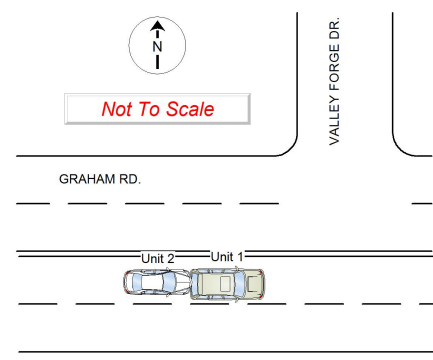 N
VALLEY FORGE DR.
Not To Scale
GRAHAM RD.
Unit 2
Unit 1